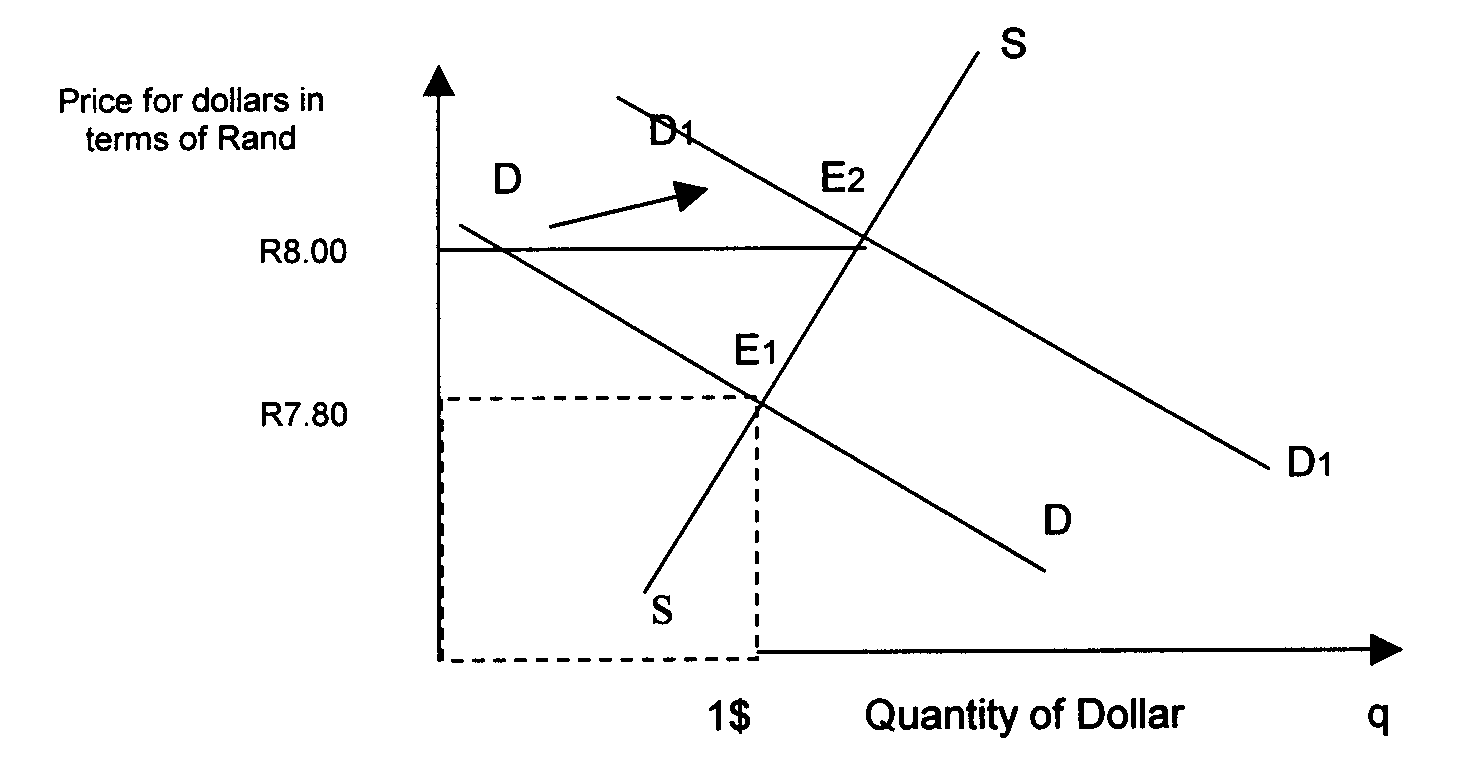 S
Price for dollars in
terms of Rand
D1
D
E2
R8.00
E1
R7.80
D1
D
S
1$ Quantity of Dollar q